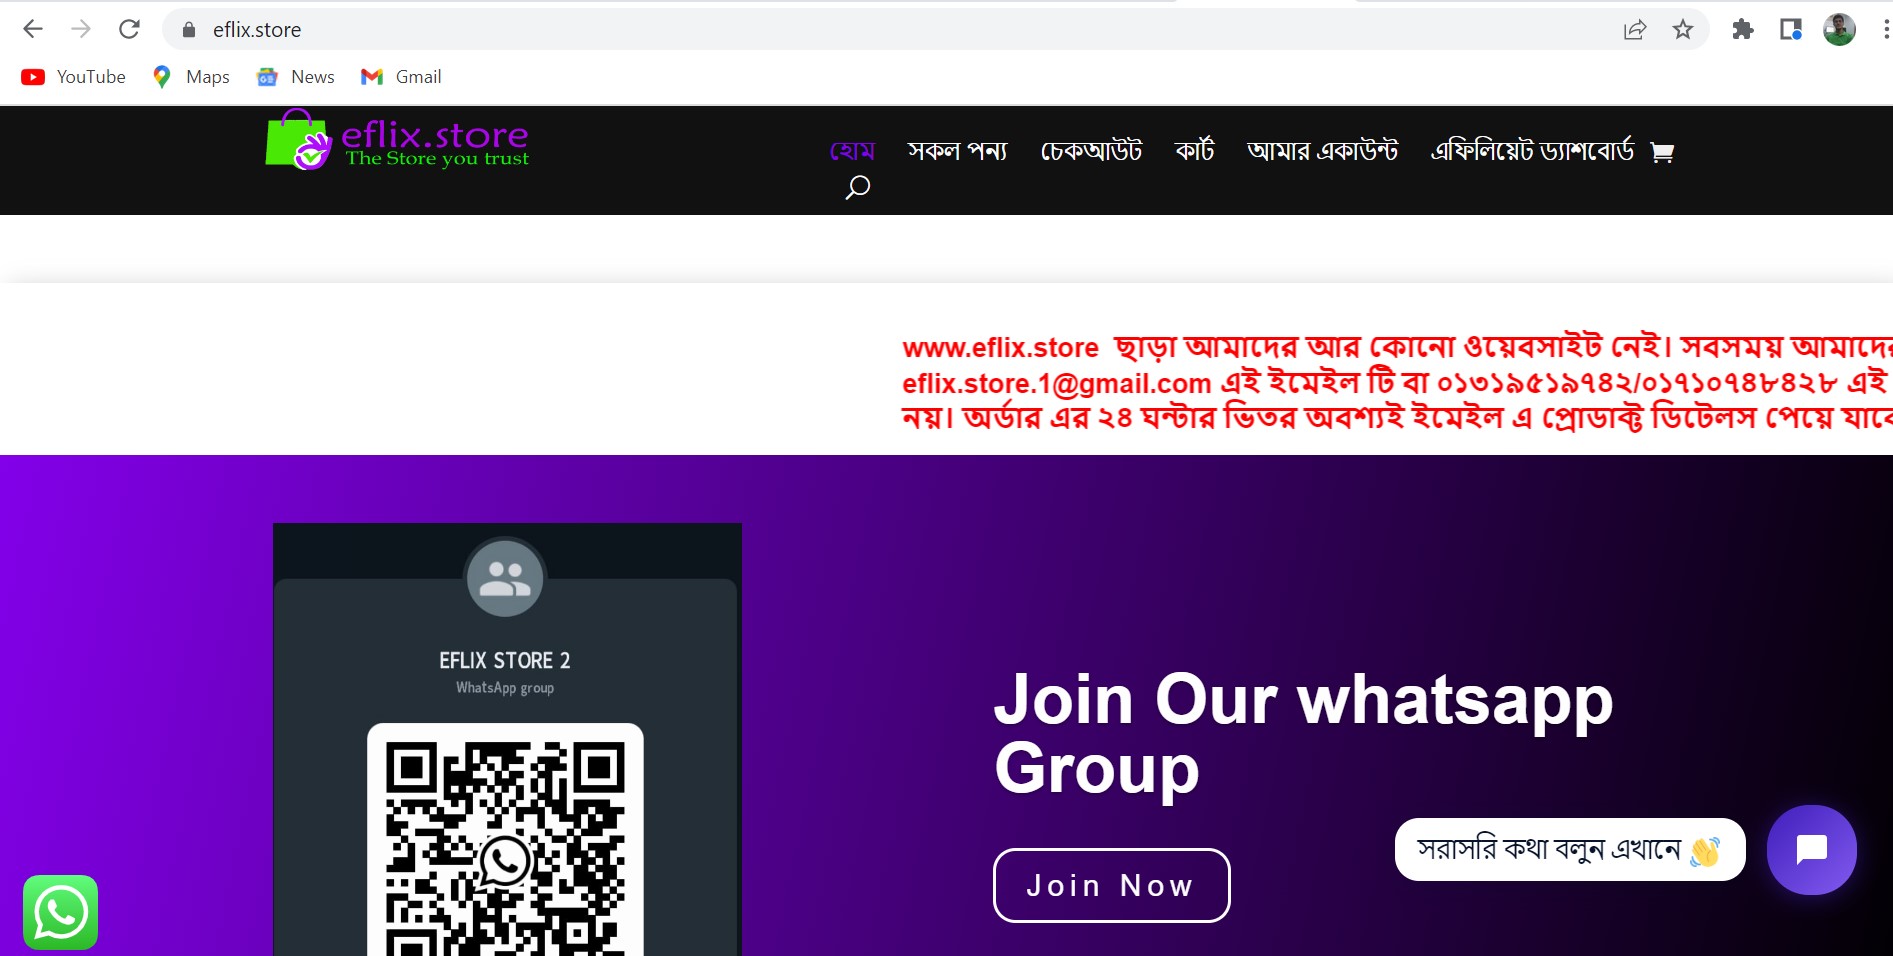 eflix.store
YouTube
Maps
News
Gmail
eflix.store
The Store you trust
হোম
সকল পন্য
চেকআউট
কার্ট
আমার একাউন্ট
এফিলিয়েট ড্যাশবোর্ড
www.eflix.store ছাড়া আমাদের আর কোনো ওয়েবসাইট নেই। সবসময় আমাদের
eflix.store.1@gmail.com এই ইমেইল টি বা ০১৩১৯৫১৯৭৪২/০১৭১০৭৪৮৪২৮ এই
নয়। অর্ডার এর ২৪ ঘন্টার ভিতর অবশ্যই ইমেইল এ প্রোডাক্ট ডিটেলস পেয়ে
EFLIX STORE 2
WhatsApp group
Join Our whatsapp
Group
Join Now
সরাসরি কথা বলুন এখানে 👋